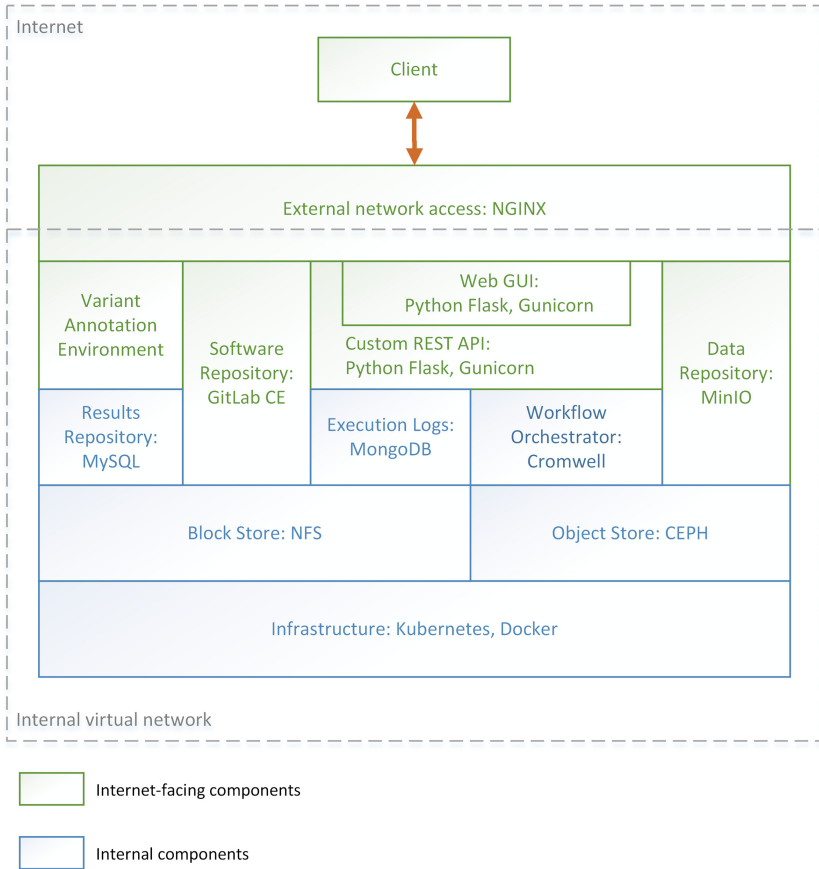 Internet
Client
External network access: NGINX
Variant
Annotation
Environment
Software
Repository:
GitLab CE
Web GUI:
Python Flask, Gunicorn
Custom REST API:
Python Flask, Gunicorn
Data
Repository:
MinIO
Results
Repository:
MySQL
Execution Logs:
MongoDB
Workflow
Orchestrator:
Cromwell
Block Store: NFS
Object Store: CEPH
Infrastructure: Kubernetes, Docker
Internal virtual network
Internet-facing components
Internal components